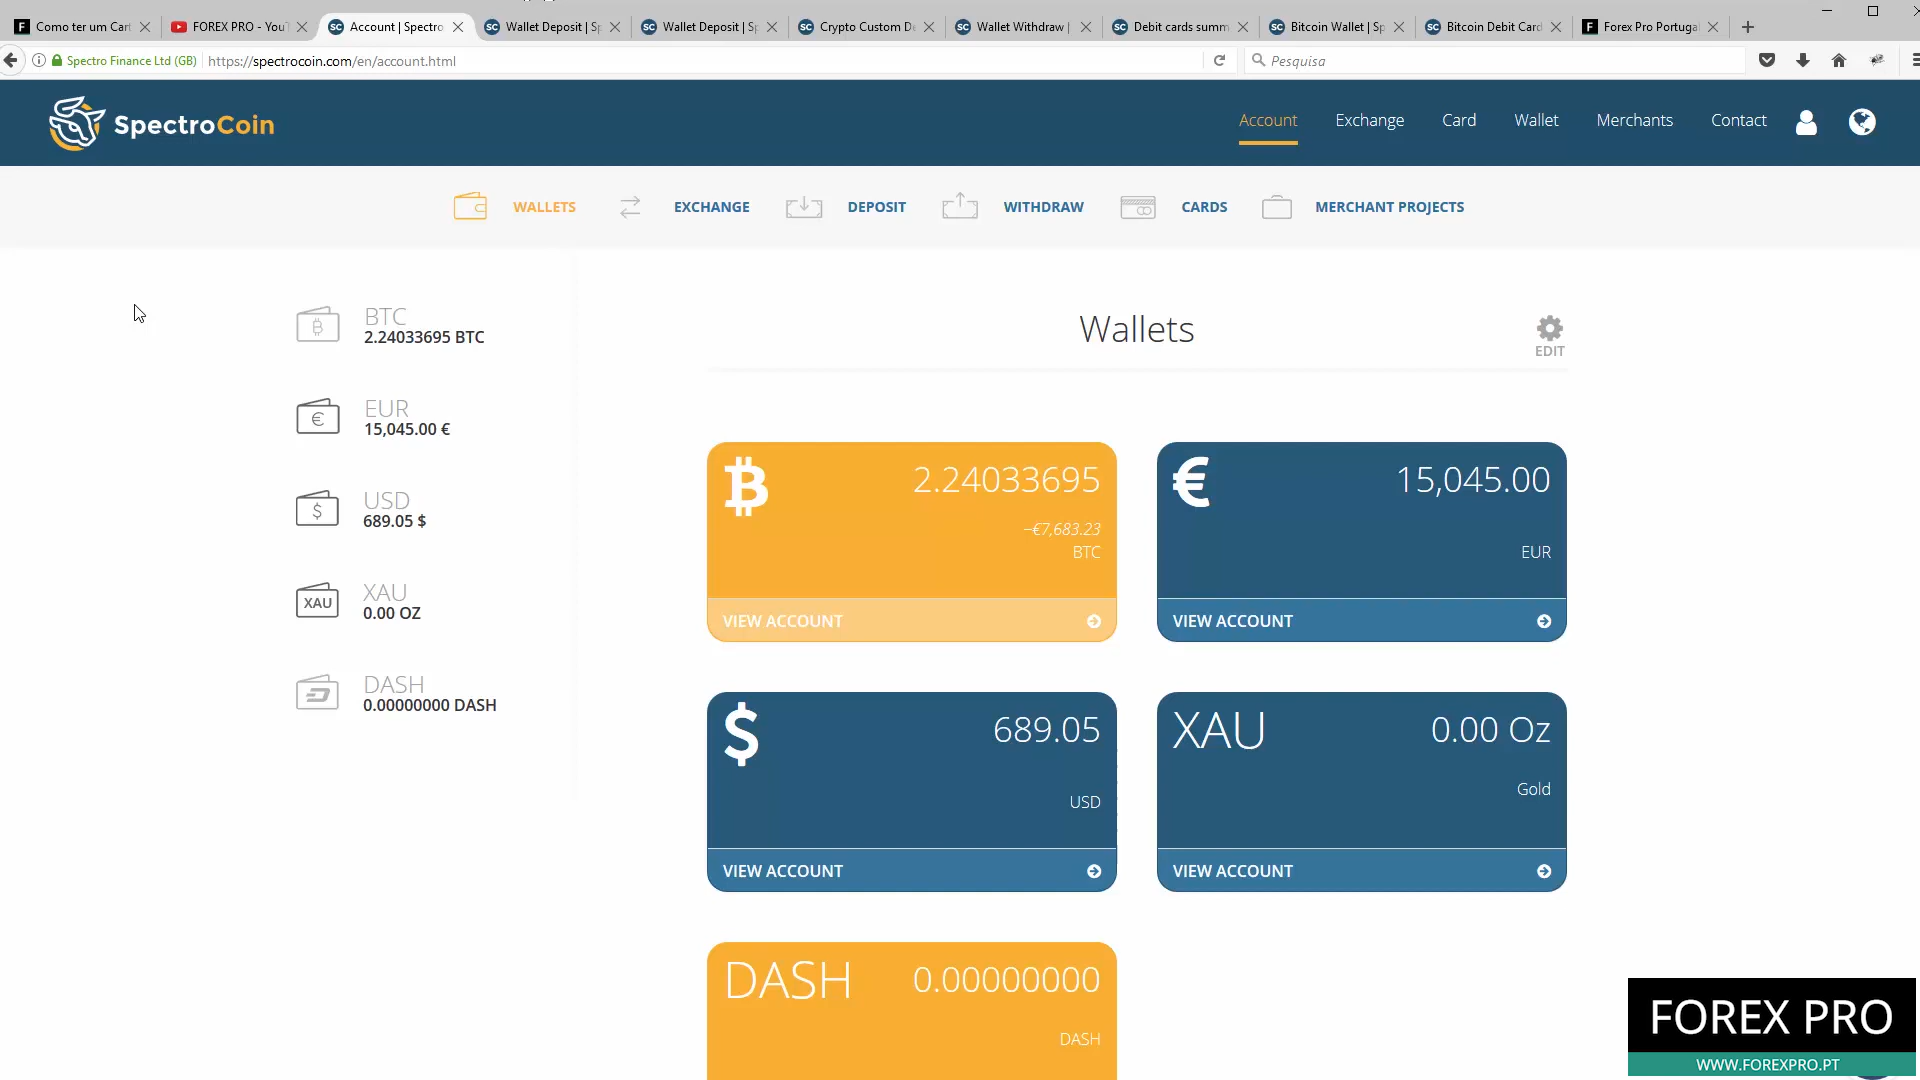 Como ter um Cart
FOREX PRO - YouT
Account | Spectro
Wallet Deposit | Sp
Wallet Deposit | Sp
Crypto Custom De
Wallet Withdraw |
Debit cards summ
Bitcoin Wallet | Sp
Bitcoin Debit Card
Forex Pro Portuga
Spectro Finance Ltd (GB)
https://spectrocoin.com/en/account.html
Pesquisa
SpectroCoin
Account
Exchange
Card
Wallet
Merchants
Contact
WALLETS
EXCHANGE
DEPOSIT
WITHDRAW
CARDS
MERCHANT PROJECTS
BTC
2.24033695 BTC
EUR
15,045.00 €
USD
689.05 $
XAU
XAU
0.00 OZ
DASH
0.00000000 DASH
Wallets
EDIT
2.24033695
~€7,683.23
BTC
VIEW ACCOUNT
€
15,045.00
EUR
VIEW ACCOUNT
$
689.05
USD
VIEW ACCOUNT
XAU
0.00 Oz
Gold
VIEW ACCOUNT
DASH
0.00000000
DASH
FOREX PRO
WWW.FOREXPRO.PT